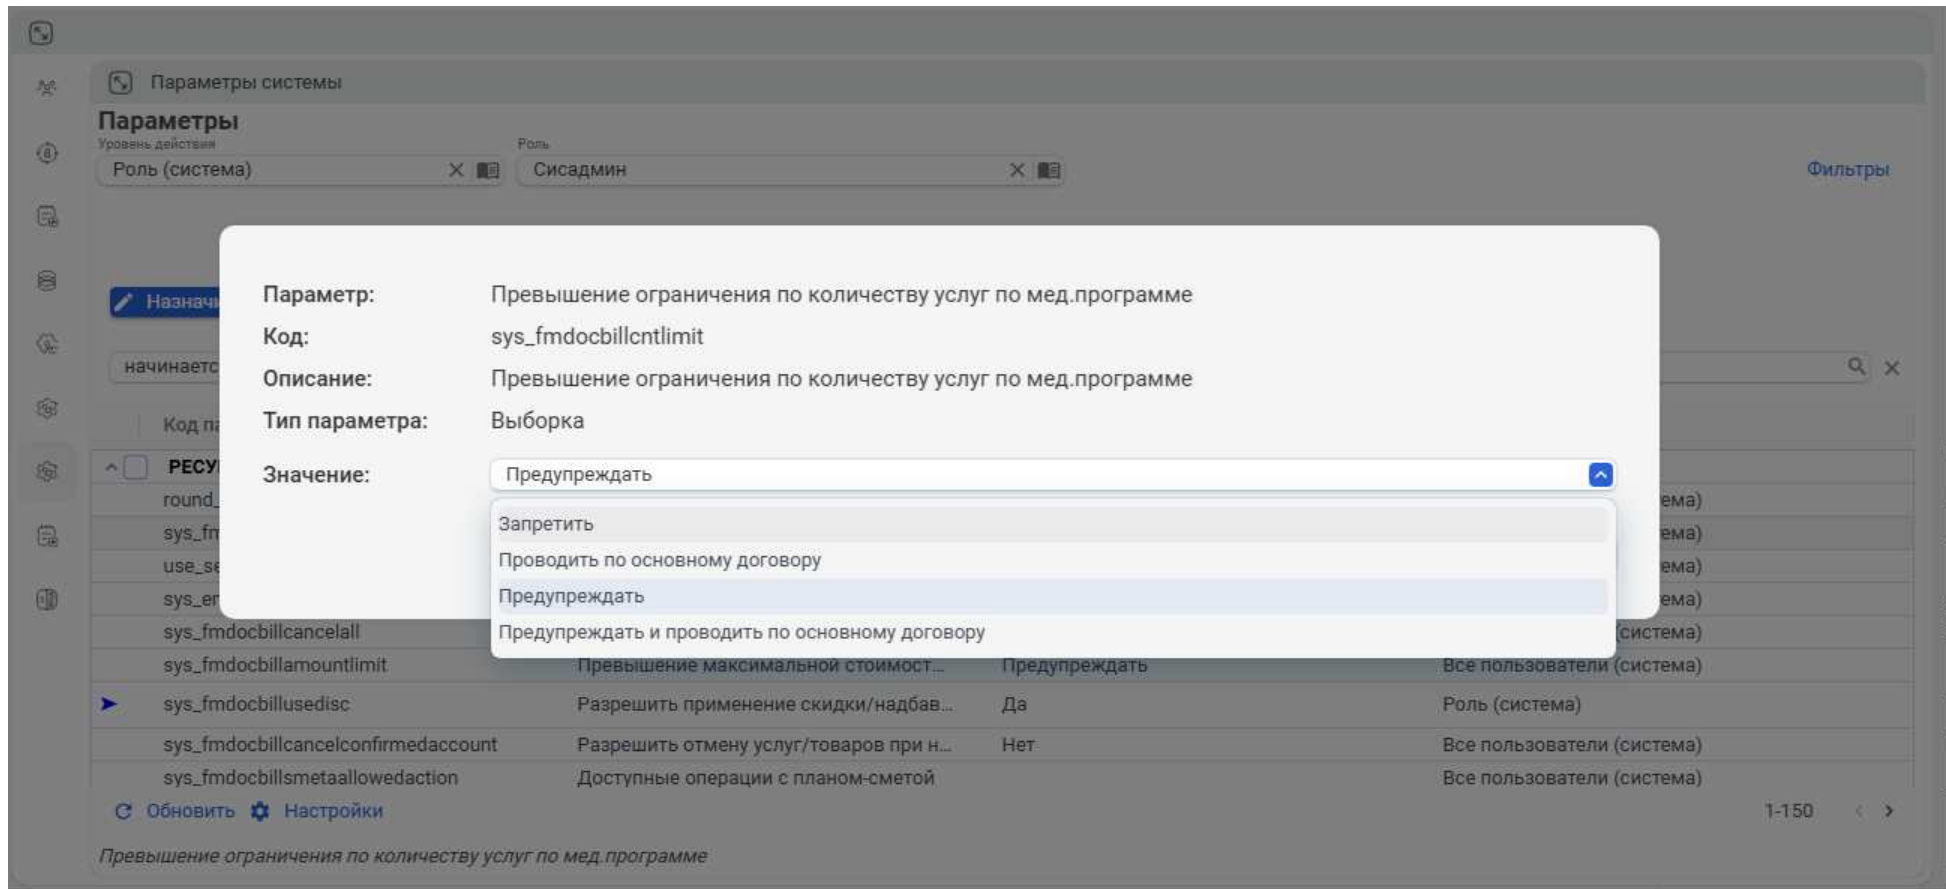 Параметры системы
Параметры
Уровень действия Роль
Роль (система) Сисадмин Фильтры
Назначи
начинаетс
Код па
РЕСУ
round_ ема)
sys_fm ема)
use_se ема)
sys_er ема)
Параметр: Превышение ограничения по количеству услуг по мед.программе
Код: sys_fmdocbillcntlimit
Описание: Превышение ограничения по количеству услуг по мед.программе
Тип параметра: Выборка
Значение: Предупреждать
Запретить
Проводить по основному договору
Предупреждать
Предупреждать и проводить по основному договору
sys_fmdocbillcancelall (система)
sys_fmdocbillamountlimit Превышение максимальной стоимост... Предупреждать Все пользователи (система)
sys_fmdocbillusedisc Разрешить применение скидки/надбав... Да Роль (система)
sys_fmdocbillcancelconfirmedaccount Разрешить отмену услуг/товаров при н... Нет Все пользователи (система)
sys_fmdocbillsmetaallowedaction Доступные операции с планом-сметой Все пользователи (система)
Обновить Настройки 1-150
Превышение ограничения по количеству услуг по мед.программе